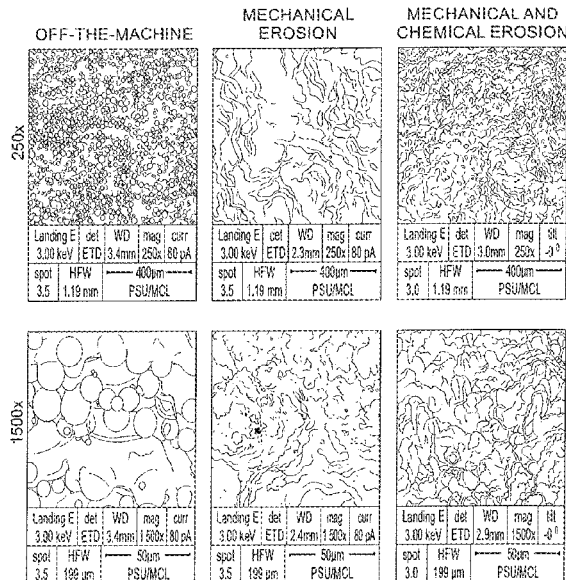 OFF-THE-MACHINE
MECHANICAL
EROSION
MECHANICAL AND
CHEMICAL EROSION
250x
Landing E det WD mag curr
3.00 keV ETD 3.4mm 250x 80 pA
spot HFW 400µm
3.5 1.19 mm PSU/MCL
Landing E det WD mag curr
3.00 keV ETD 2.3mm 250x 80 pA
spot HFW 400µm
3.5 1.19 mm PSU/MCL
Landing E det WD mag tilt
3.00 keV ETD 3.0mm 250x -0°
spot HFW 400µm
3.0 1.19 mm PSU/MCL
1500x
Landing E det WD mag curr
3.00 keV ETD 3.4mm 1500x 80 pA
spot HFW 50µm
3.5 199 µm PSU/MCL
Landing E det WD mag curr
3.00 keV ETD 2.4mm 1500x 80 pA
spot HFW 50µm
3.5 199 µm PSU/MCL
Landing E det WD mag tilt
3.00 keV ETD 2.9mm 1500x -0°
spot HFW 50µm
3.0 199 µm PSU/MCL